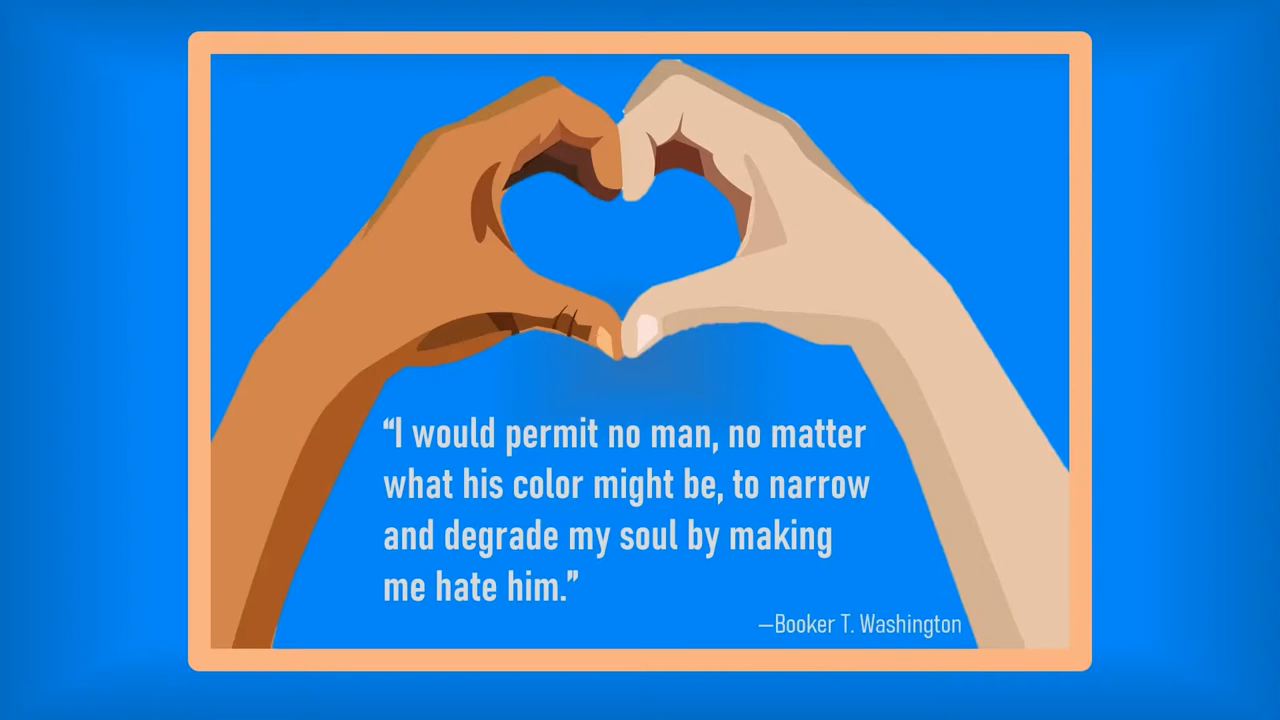 “I would permit no man, no matter
what his color might be, to narrow
and degrade my soul by making
me hate him.”
—Booker T. Washington